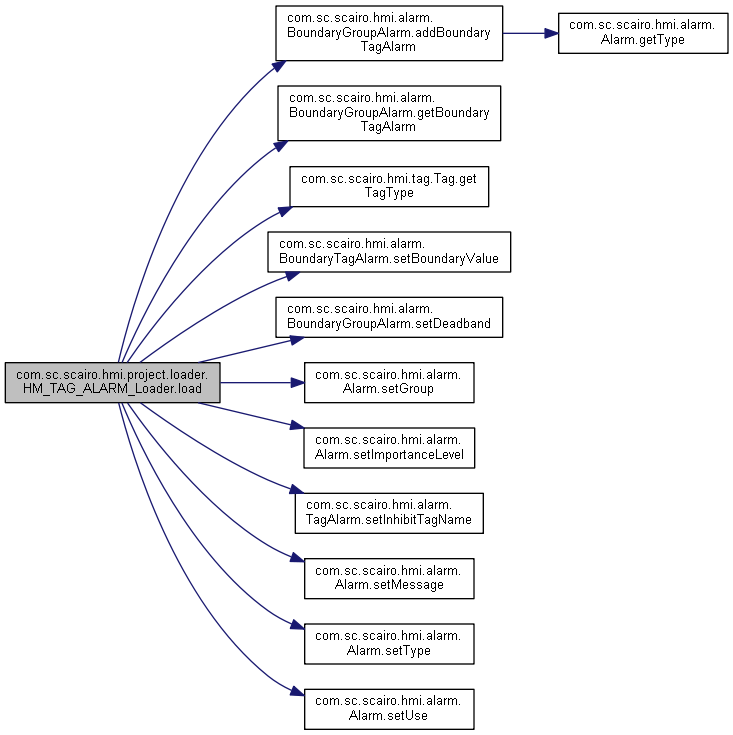 com.sc.scairo.hmi.alarm.
BoundaryGroupAlarm.addBoundary
TagAlarm
com.sc.scairo.hmi.alarm.
Alarm.getType
com.sc.scairo.hmi.alarm.
BoundaryGroupAlarm.getBoundary
TagAlarm
com.sc.scairo.hmi.tag.Tag.get
TagType
com.sc.scairo.hmi.alarm.
BoundaryTagAlarm.setBoundaryValue
com.sc.scairo.hmi.alarm.
BoundaryGroupAlarm.setDeadband
com.sc.scairo.hmi.project.loader.
HM_TAG_ALARM_Loader.load
com.sc.scairo.hmi.alarm.
Alarm.setGroup
com.sc.scairo.hmi.alarm.
Alarm.setImportanceLevel
com.sc.scairo.hmi.alarm.
TagAlarm.setInhibitTagName
com.sc.scairo.hmi.alarm.
Alarm.setMessage
com.sc.scairo.hmi.alarm.
Alarm.setType
com.sc.scairo.hmi.alarm.
Alarm.setUse